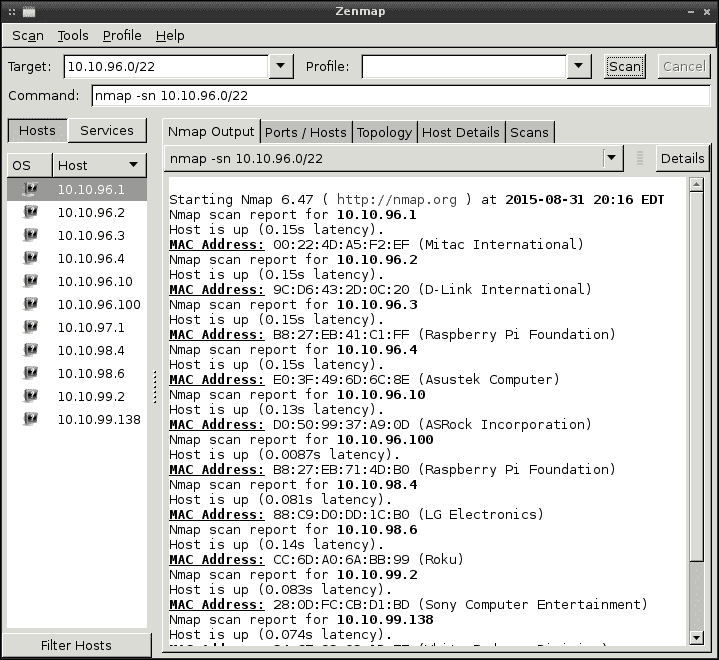 Zenmap
Scan Tools Profile Help
Target: 10.10.96.0/22 Profile: Scan Cancel
Command: nmap -sn 10.10.96.0/22
Hosts Services
OS Host
10.10.96.1
10.10.96.2
10.10.96.3
10.10.96.4
10.10.96.10
10.10.96.100
10.10.97.1
10.10.98.4
10.10.98.6
10.10.99.2
10.10.99.138
Filter Hosts
Nmap Output Ports / Hosts Topology Host Details Scans
nmap -sn 10.10.96.0/22 Details
Starting Nmap 6.47 ( http://nmap.org ) at 2015-08-31 20:16 EDT
Nmap scan report for 10.10.96.1
Host is up (0.15s latency).
MAC Address: 00:22:4D:A5:F2:EF (Mitac International)
Nmap scan report for 10.10.96.2
Host is up (0.15s latency).
MAC Address: 9C:D6:43:2D:0C:20 (D-Link International)
Nmap scan report for 10.10.96.3
Host is up (0.15s latency).
MAC Address: B8:27:EB:41:C1:FF (Raspberry Pi Foundation)
Nmap scan report for 10.10.96.4
Host is up (0.15s latency).
MAC Address: E0:3F:49:6D:6C:8E (Asustek Computer)
Nmap scan report for 10.10.96.10
Host is up (0.13s latency).
MAC Address: D0:50:99:37:A9:0D (ASRock Incorporation)
Nmap scan report for 10.10.96.100
Host is up (0.0087s latency).
MAC Address: B8:27:EB:71:4D:B0 (Raspberry Pi Foundation)
Nmap scan report for 10.10.98.4
Host is up (0.081s latency).
MAC Address: 88:C9:D0:DD:1C:B0 (LG Electronics)
Nmap scan report for 10.10.98.6
Host is up (0.14s latency).
MAC Address: CC:6D:A0:6A:BB:99 (Roku)
Nmap scan report for 10.10.99.2
Host is up (0.083s latency).
MAC Address: 28:0D:FC:CB:D1:BD (Sony Computer Entertainment)
Nmap scan report for 10.10.99.138
Host is up (0.074s latency).